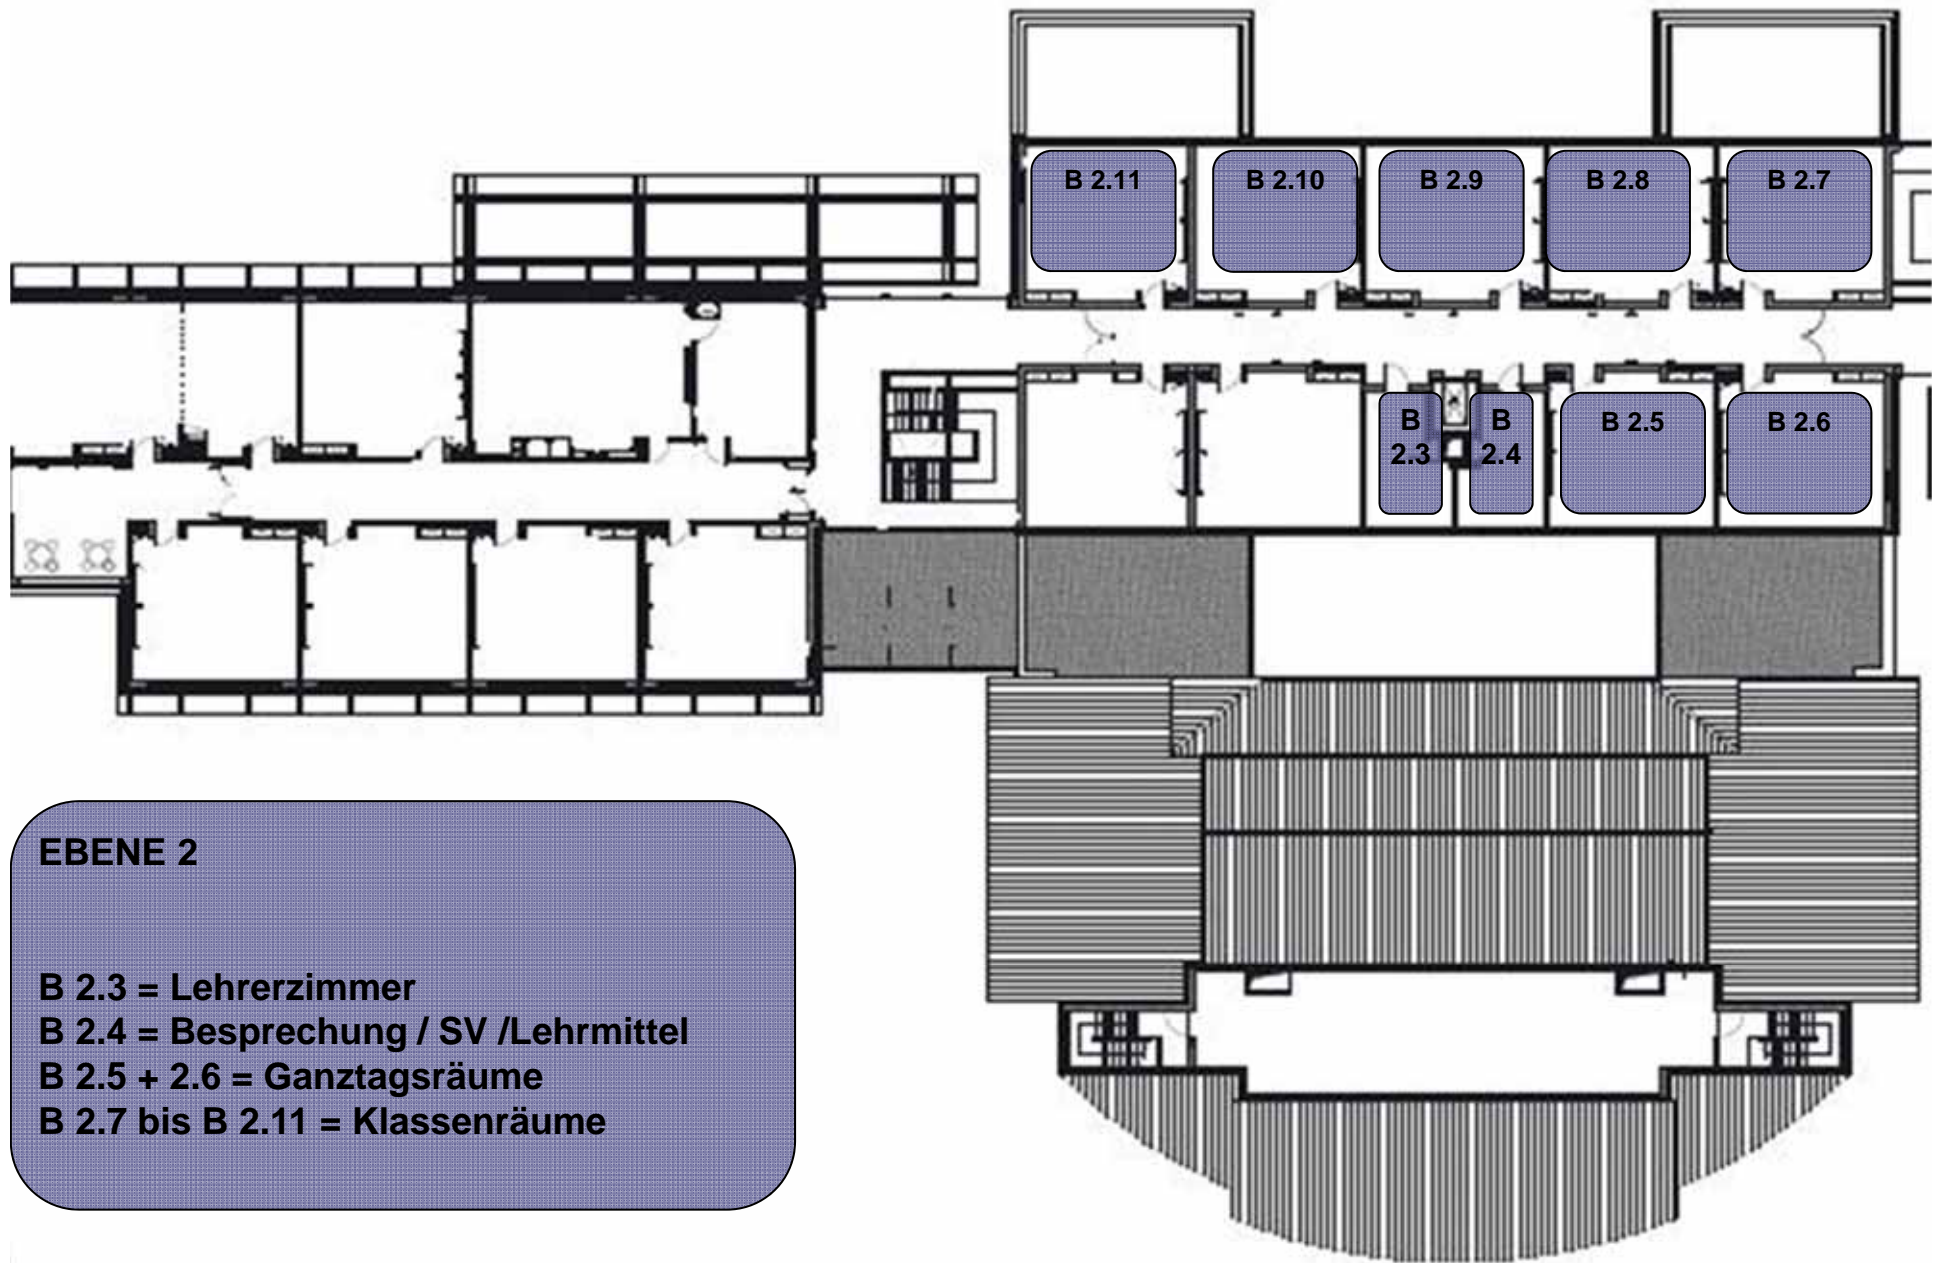 B 2.11
B 2.10
B 2.9
B 2.8
B 2.7
B
2.3
B
2.4
B 2.5
B 2.6
EBENE 2
B 2.3 = Lehrerzimmer
B 2.4 = Besprechung / SV /Lehrmittel
B 2.5 + 2.6 = Ganztagsräume
B 2.7 bis B 2.11 = Klassenräume